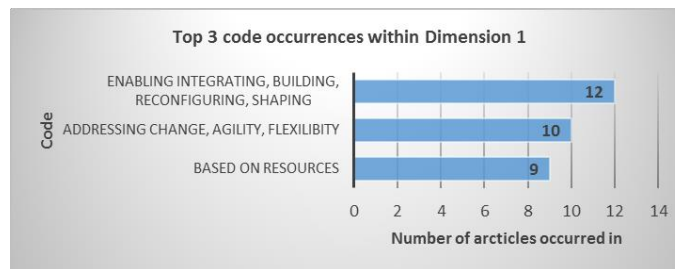 Top 3 code occurrences within Dimension 1
Code
ENABLING INTEGRATING, BUILDING,
RECONFIGURING, SHAPING
12
ADDRESSING CHANGE, AGILITY, FLEXILIBITY
10
BASED ON RESOURCES
9
0 2 4 6 8 10 12 14
Number of arcticles occurred in